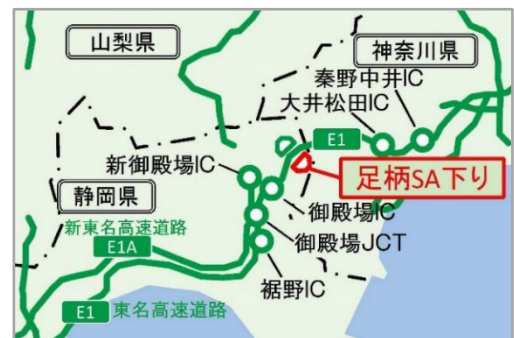 山梨県
神奈川県
秦野中井IC
大井松田IC
E1
新御殿場IC
足柄SA下り
静岡県
御殿場IC
新東名高速道路
E1A
御殿場JCT
裾野IC
E1 東名高速道路